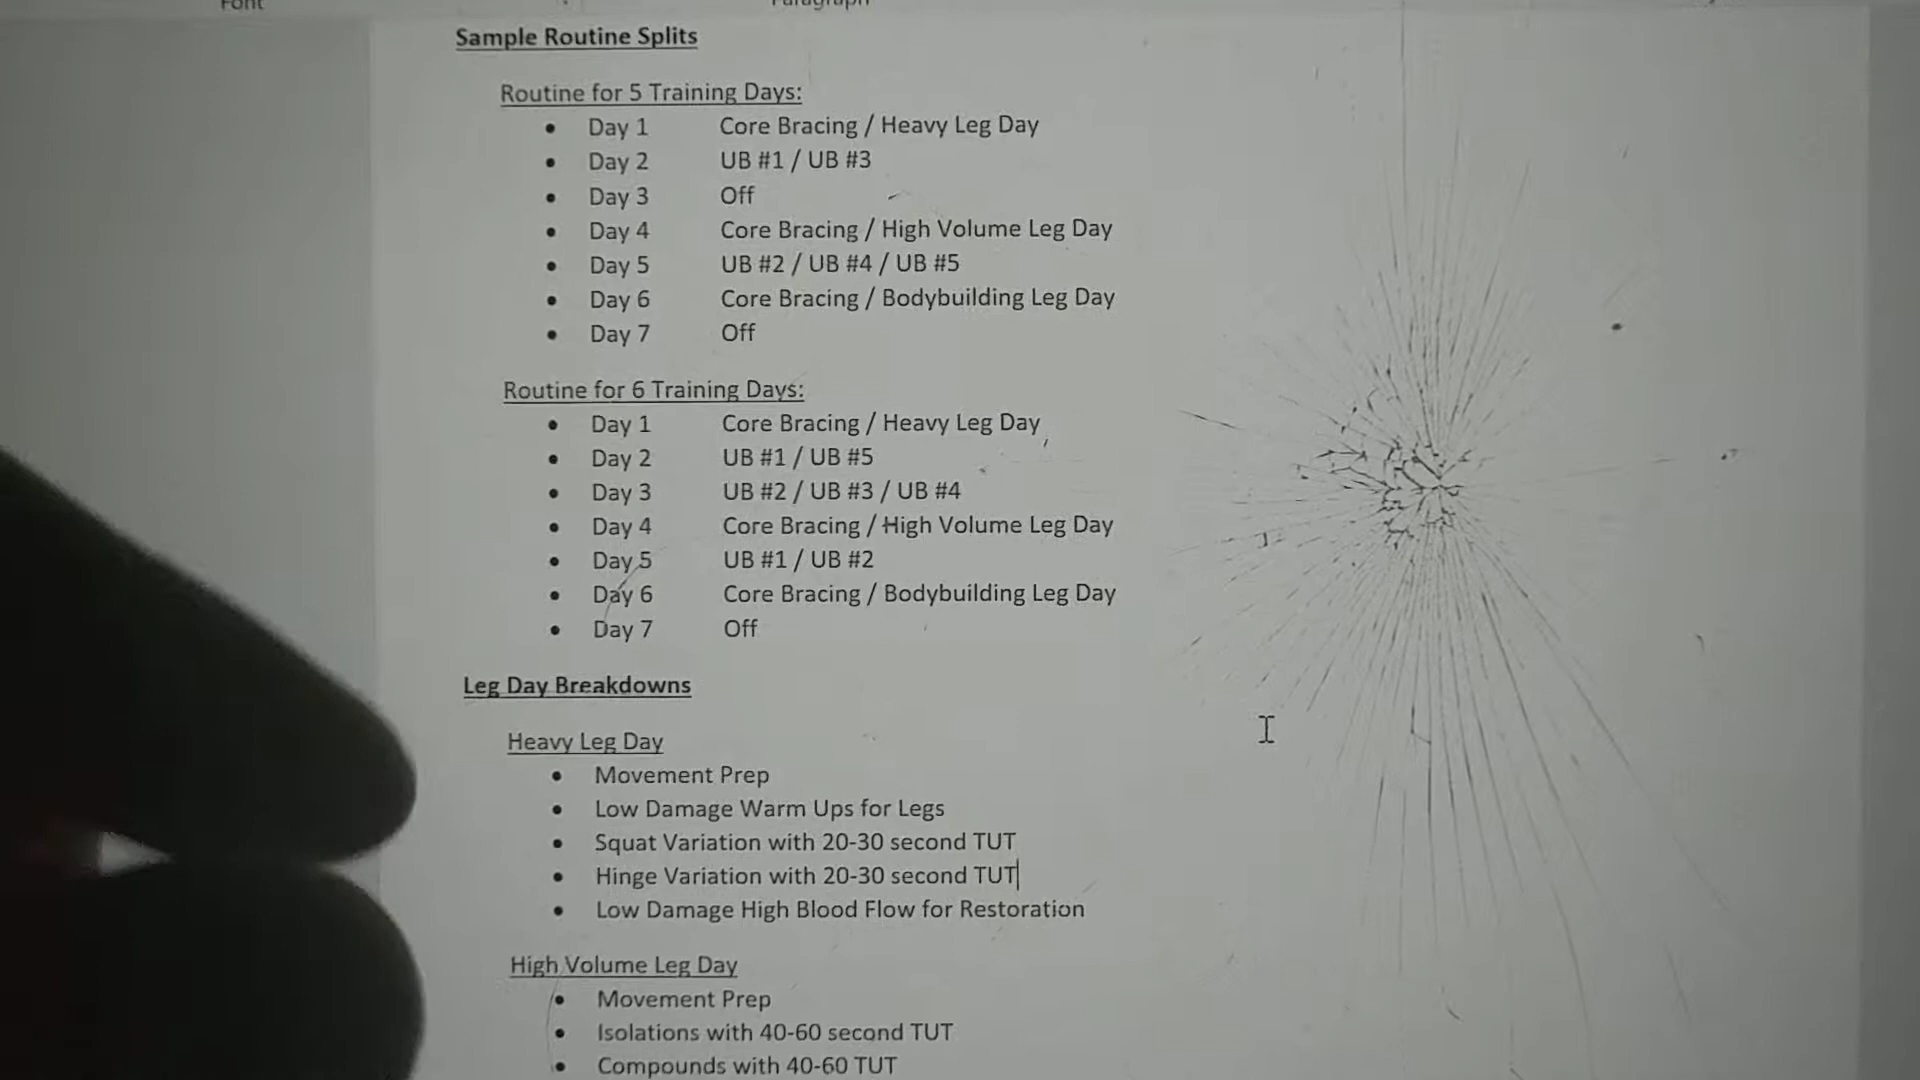 Font Paragraph
Sample Routine Splits
Routine for 5 Training Days:
• Day 1 Core Bracing / Heavy Leg Day
• Day 2 UB #1 / UB #3
• Day 3 Off
• Day 4 Core Bracing / High Volume Leg Day
• Day 5 UB #2 / UB #4 / UB #5
• Day 6 Core Bracing / Bodybuilding Leg Day
• Day 7 Off
Routine for 6 Training Days:
• Day 1 Core Bracing / Heavy Leg Day
• Day 2 UB #1 / UB #5
• Day 3 UB #2 / UB #3 / UB #4
• Day 4 Core Bracing / High Volume Leg Day
• Day 5 UB #1 / UB #2
• Day 6 Core Bracing / Bodybuilding Leg Day
• Day 7 Off
Leg Day Breakdowns
Heavy Leg Day
• Movement Prep
• Low Damage Warm Ups for Legs
• Squat Variation with 20-30 second TUT
• Hinge Variation with 20-30 second TUT
• Low Damage High Blood Flow for Restoration
High Volume Leg Day
• Movement Prep
• Isolations with 40-60 second TUT
• Compounds with 40-60 TUT